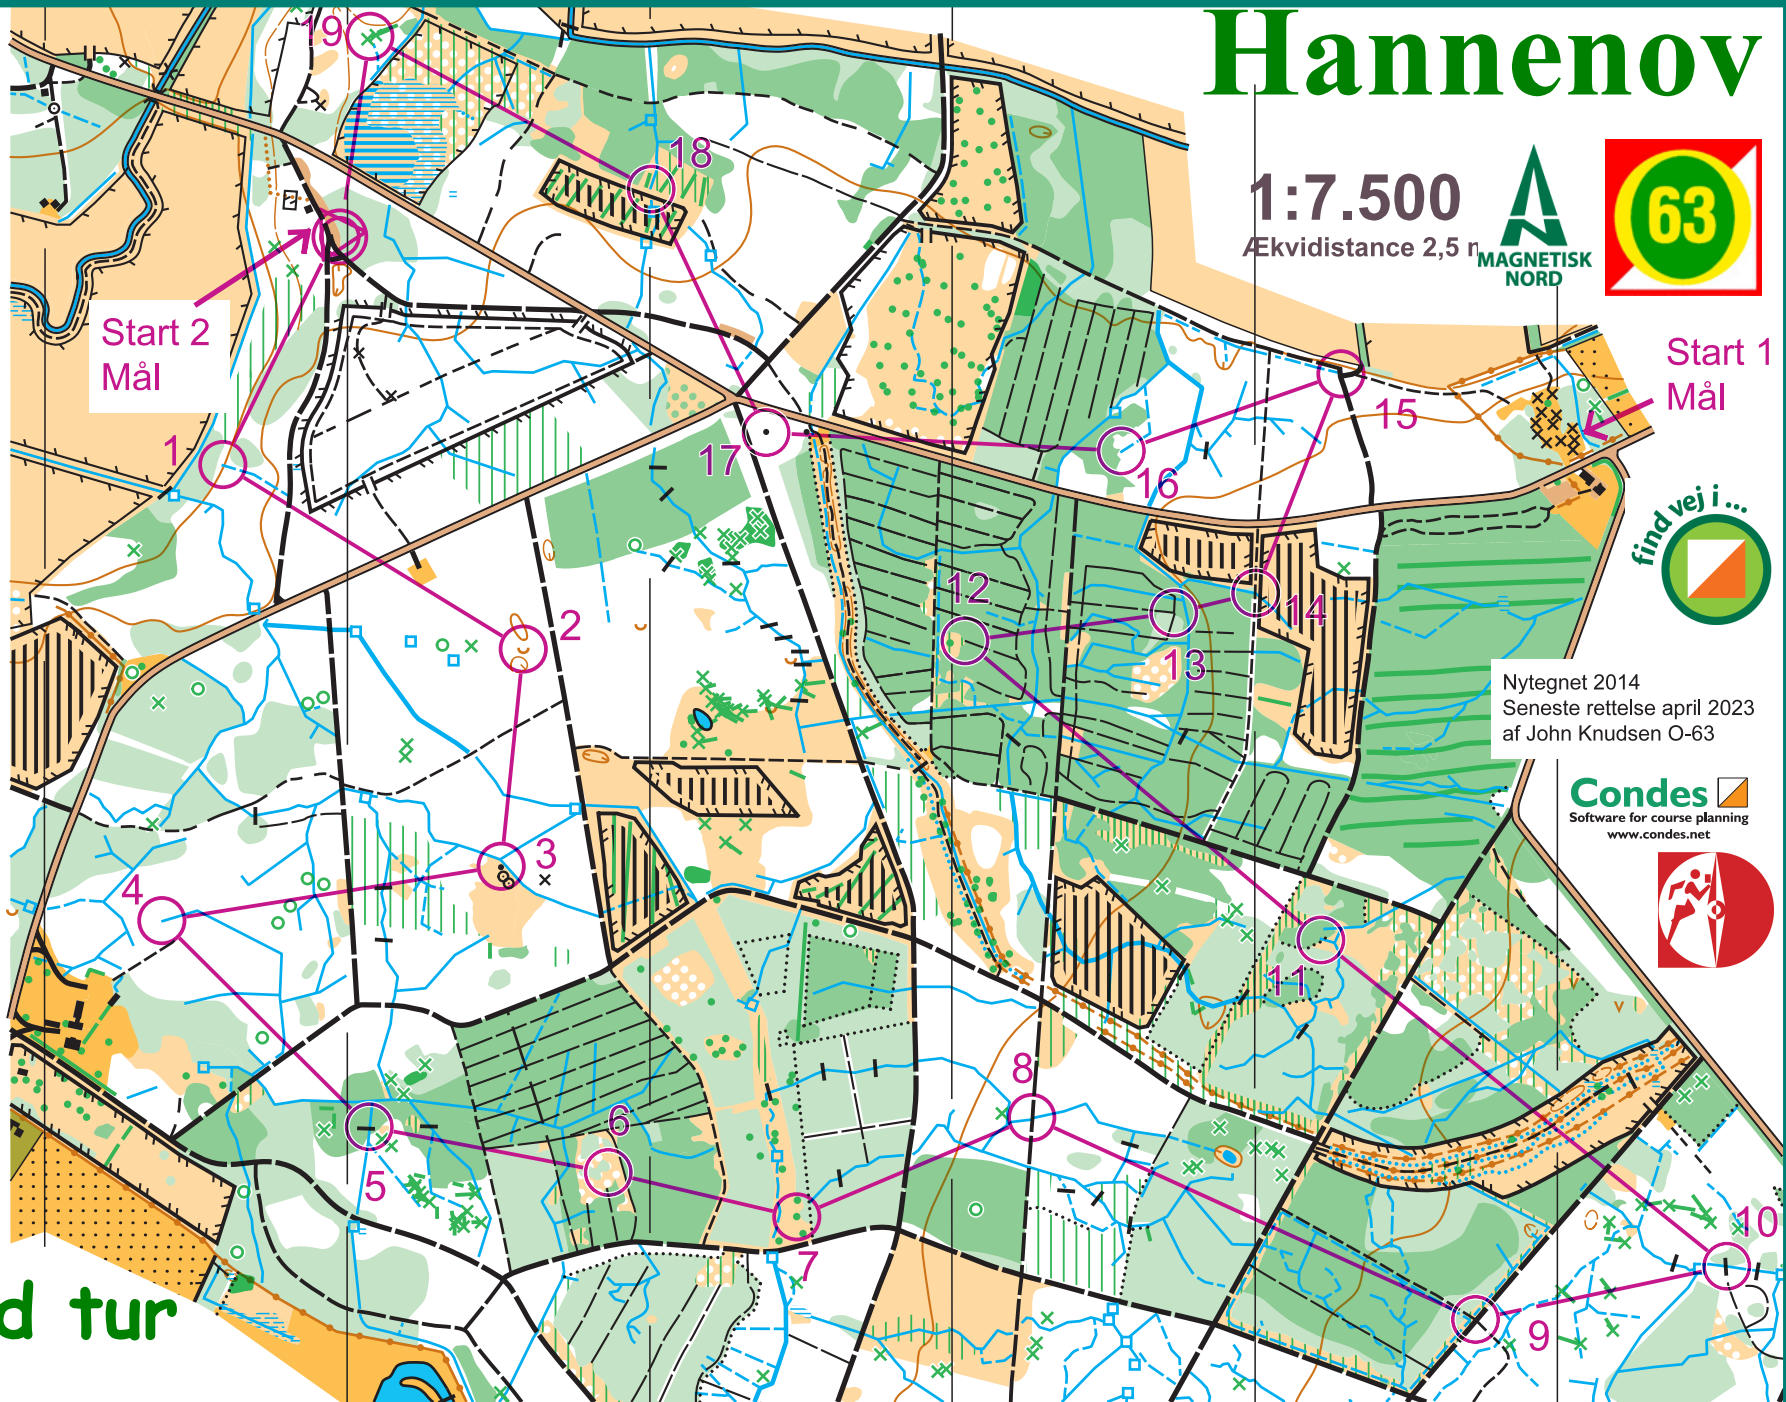 Hannenov
1:7.500
Ækvidistance 2,5 m
MAGNETISK
NORD
63
Start 2
Mål
Start 1
Mål
find vej i ...
Nytegnet 2014
Seneste rettelse april 2023
af John Knudsen O-63
Condes
Software for course planning
www.condes.net
d tur
19
18
17
16
15
14
13
12
11
10
9
8
7
6
5
4
3
2
1